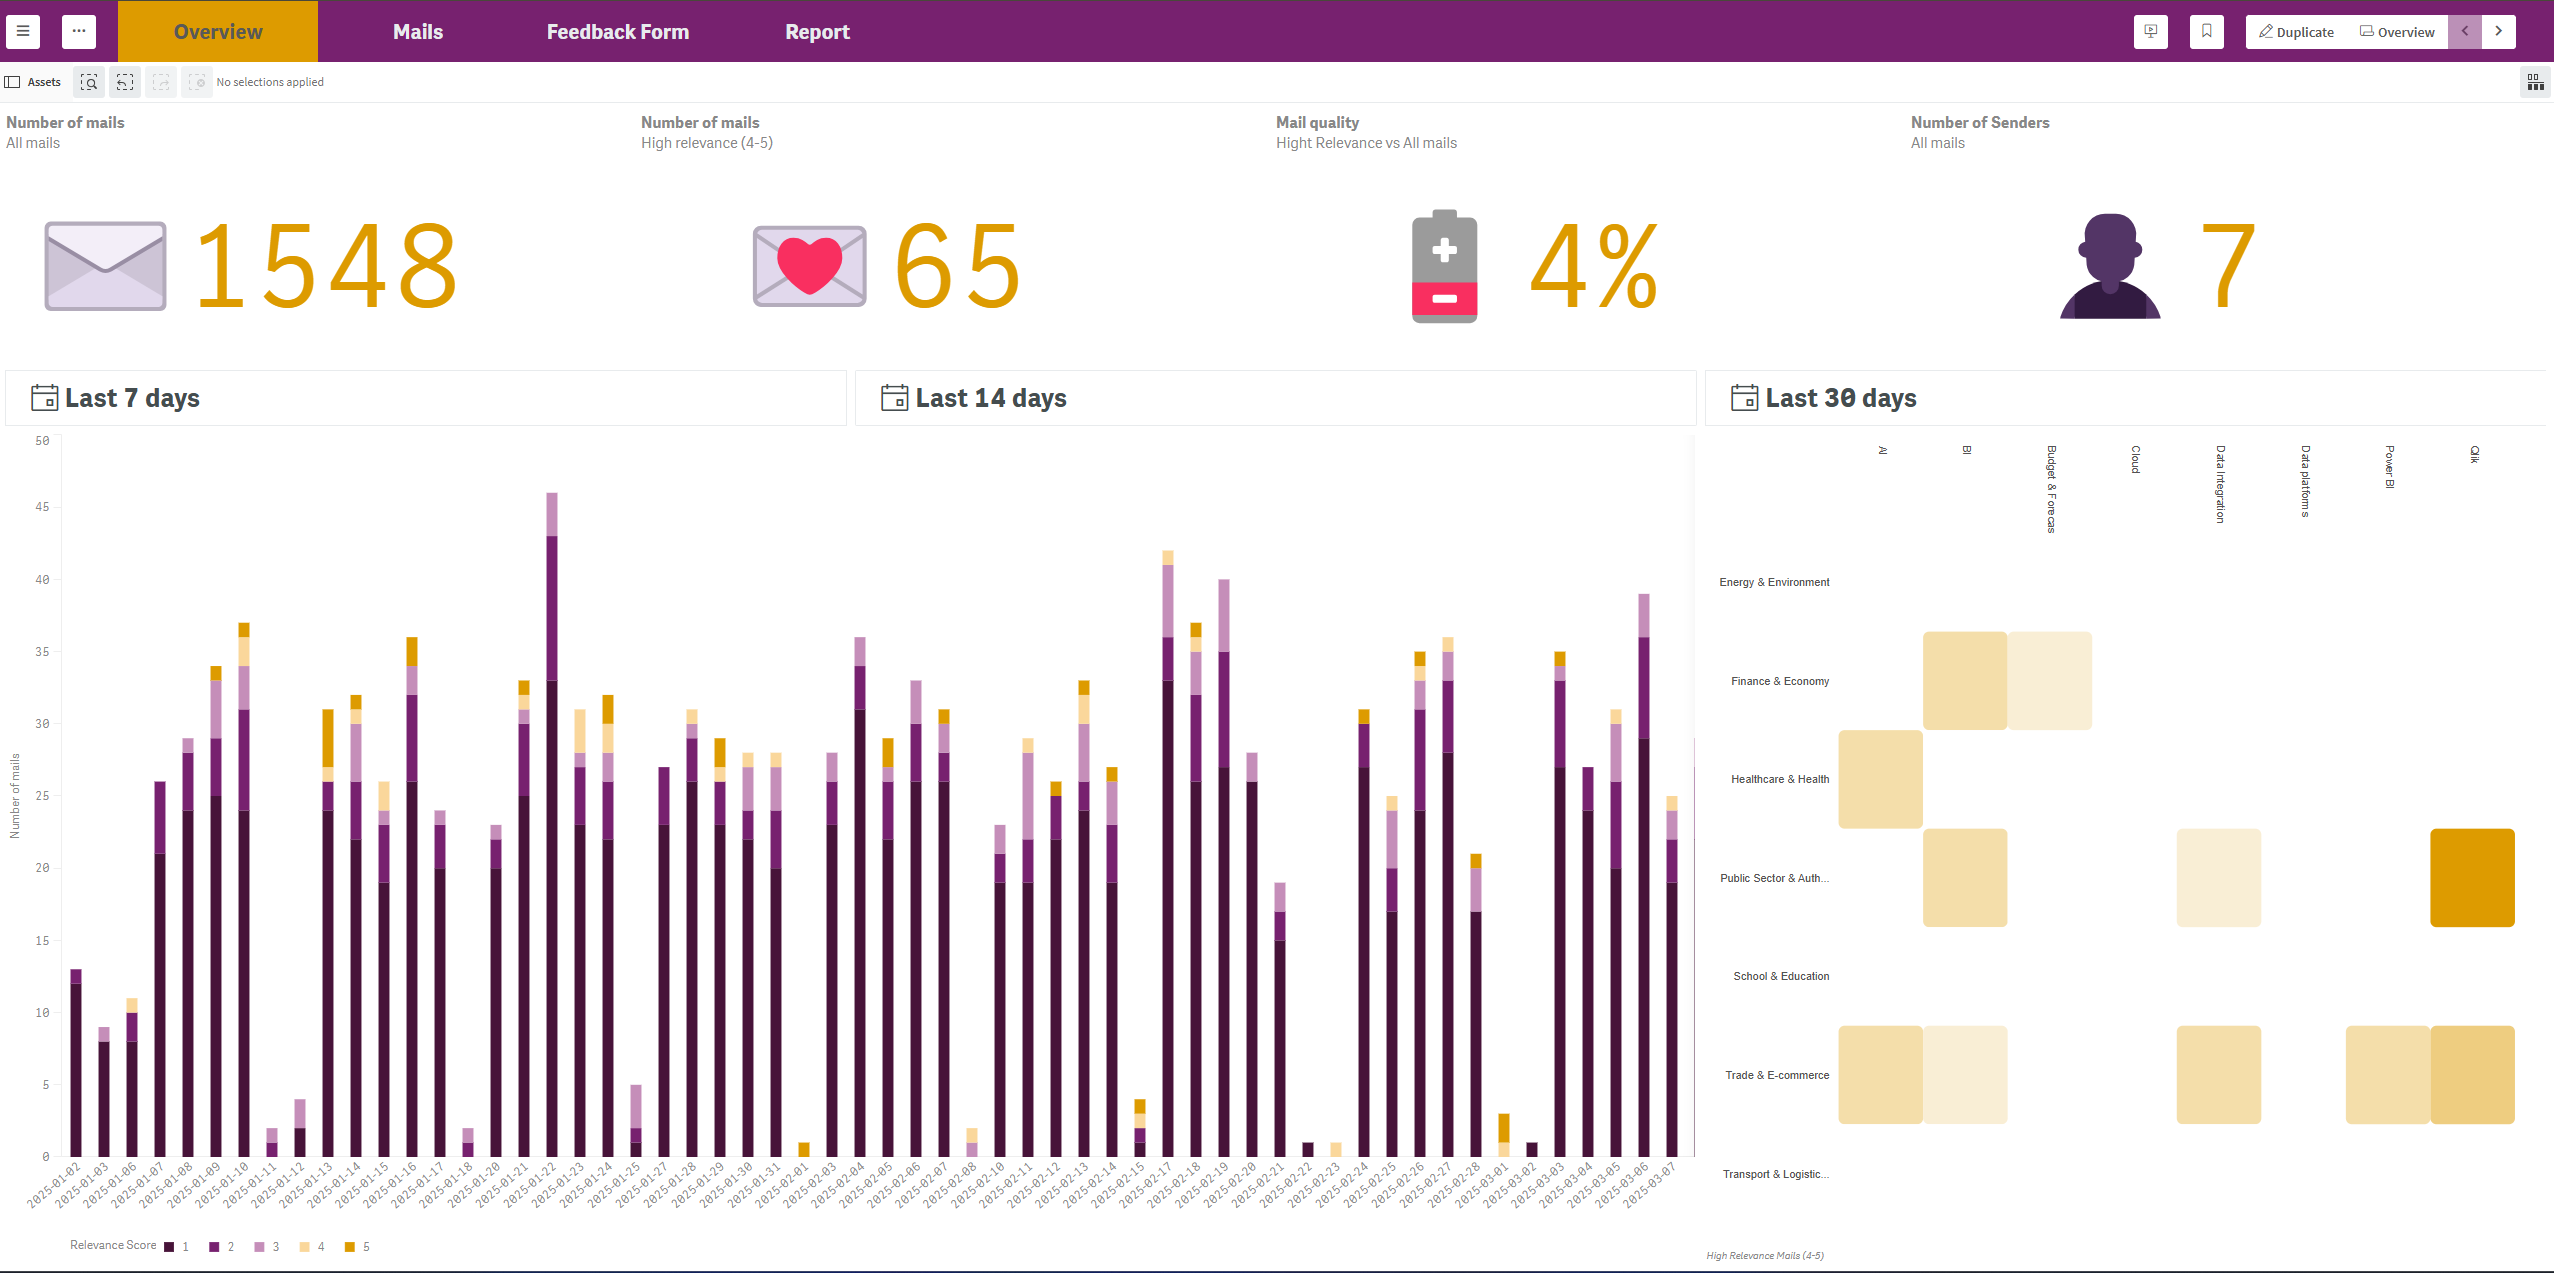 Overview Mails Feedback Form Report Duplicate Overview
Assets No selections applied
Number of mails
All mails
Number of mails
High relevance (4-5)
Mail quality
Hight Relevance vs All mails
Number of Senders
All mails
1548
65
4%
7
Last 7 days
Last 14 days
Last 30 days
Number of mails
50
45
40
35
30
25
20
15
10
5
0
2025-01-02
2025-01-03
2025-01-06
2025-01-07
2025-01-08
2025-01-09
2025-01-10
2025-01-11
2025-01-12
2025-01-13
2025-01-14
2025-01-15
2025-01-16
2025-01-17
2025-01-18
2025-01-20
2025-01-21
2025-01-22
2025-01-23
2025-01-24
2025-01-25
2025-01-27
2025-01-28
2025-01-29
2025-01-30
2025-01-31
2025-02-01
2025-02-03
2025-02-04
2025-02-05
2025-02-06
2025-02-07
2025-02-08
2025-02-10
2025-02-11
2025-02-12
2025-02-13
2025-02-14
2025-02-15
2025-02-17
2025-02-18
2025-02-19
2025-02-20
2025-02-21
2025-02-22
2025-02-23
2025-02-24
2025-02-25
2025-02-26
2025-02-27
2025-02-28
2025-03-01
2025-03-02
2025-03-03
2025-03-04
2025-03-05
2025-03-06
2025-03-07
Relevance Score 1 2 3 4 5
AI
BI
Budget & Forecas
Cloud
Data Integration
Data platforms
Power BI
Qlik
Energy & Environment
Finance & Economy
Healthcare & Health
Public Sector & Auth...
School & Education
Trade & E-commerce
Transport & Logistic...
High Relevance Mails (4-5)